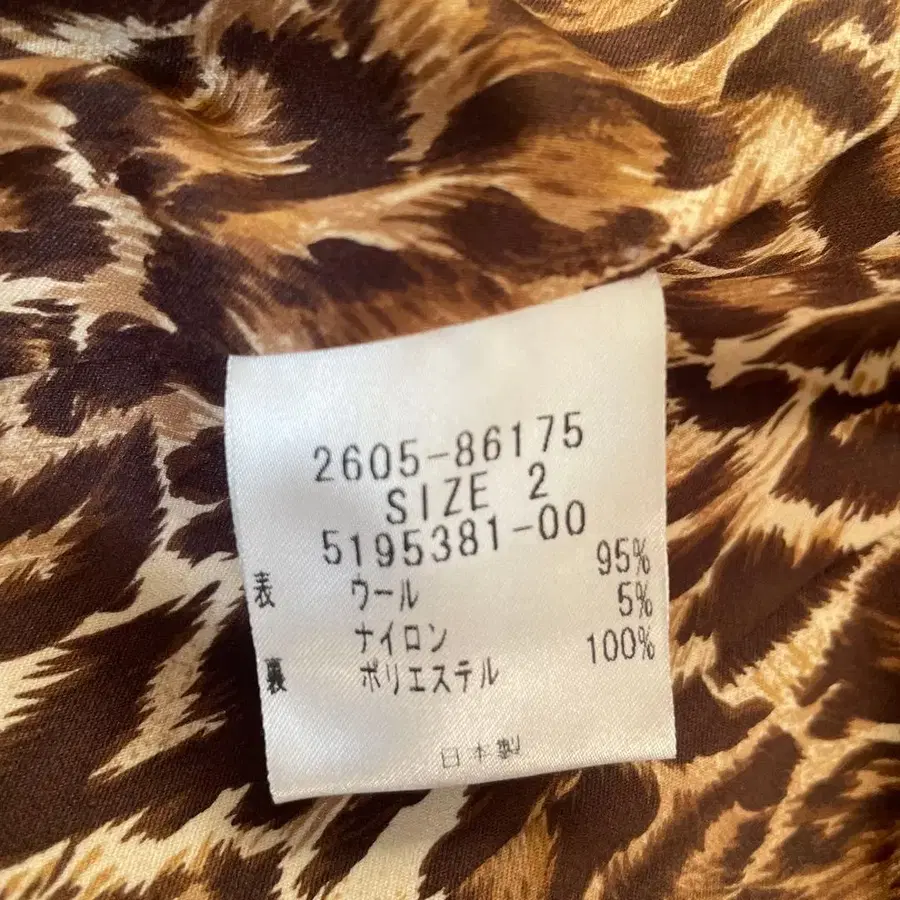 2605-86175
SIZE 2
5195381-00
表 ウール 95%
ナイロン 5%
裏 ポリエステル 100%
日本製